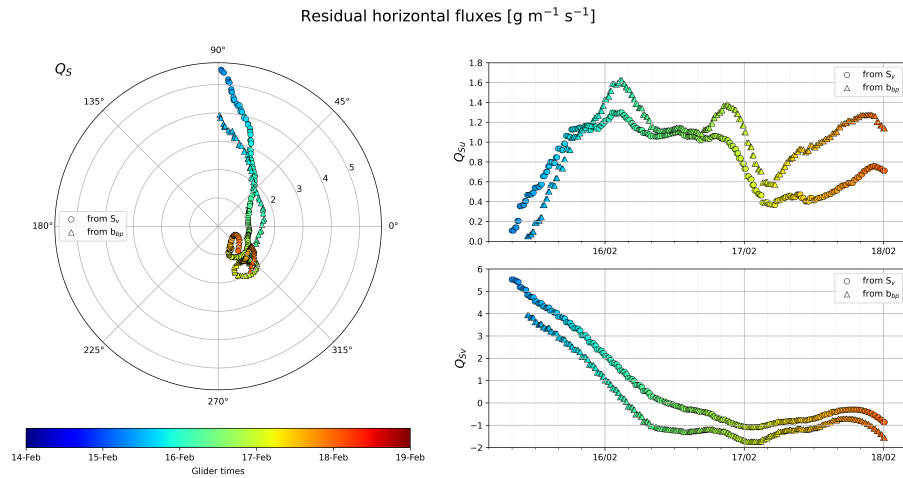 Residual horizontal fluxes [g m⁻¹ s⁻¹]
Q_S
90°
135°
45°
180°
0°
225°
315°
270°
2
3
4
5
from S_v
from b_bp
14-Feb
15-Feb
16-Feb
17-Feb
18-Feb
19-Feb
Glider times
Q_Su
1.8
1.6
1.4
1.2
1.0
0.8
0.6
0.4
0.2
0.0
16/02
17/02
18/02
from S_v
from b_bp
Q_Sv
6
5
4
3
2
1
0
−1
−2
16/02
17/02
18/02
from S_v
from b_bp